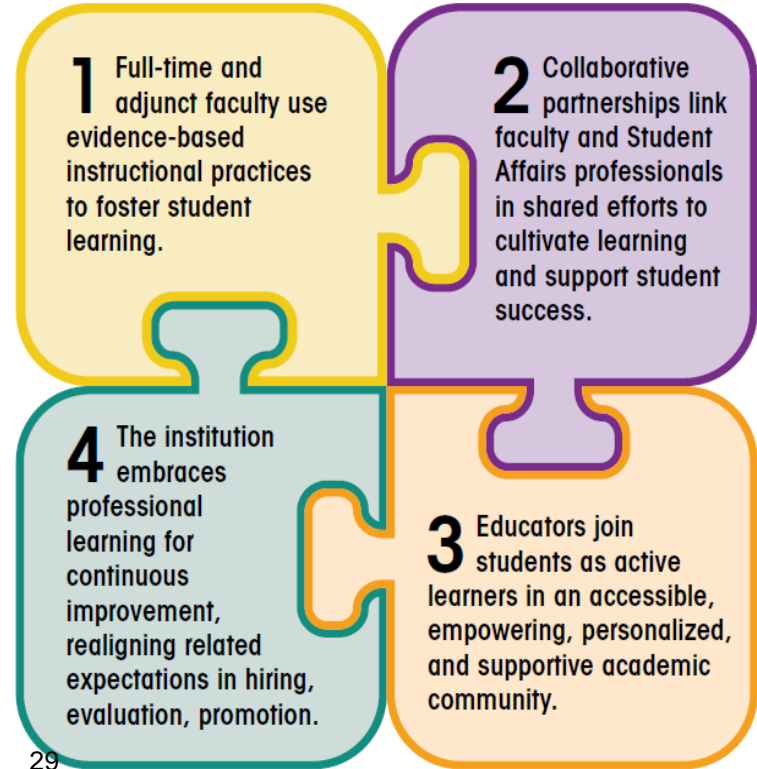 1 Full-time and
adjunct faculty use
evidence-based
instructional practices
to foster student
learning.
2 Collaborative
partnerships link
faculty and Student
Affairs professionals
in shared efforts to
cultivate learning
and support student
success.
3 Educators join
students as active
learners in an accessible,
empowering, personalized,
and supportive academic
community.
4 The institution
embraces
professional
learning for
continuous
improvement,
realigning related
expectations in hiring,
evaluation, promotion.
29